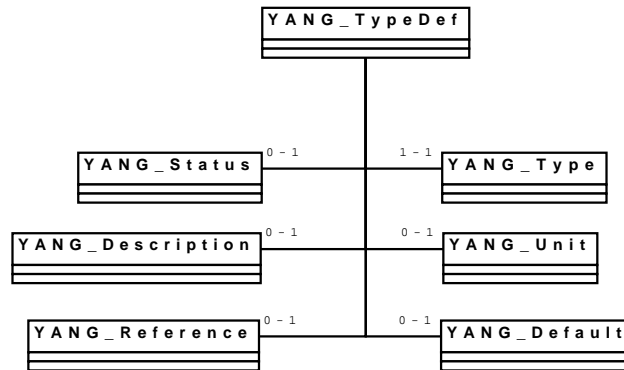 YANG_TypeDef
0-1 1-1
YANG_Status YANG_Type
0-1 0-1
YANG_Description YANG_Unit
0-1 0-1
YANG_Reference YANG_Default